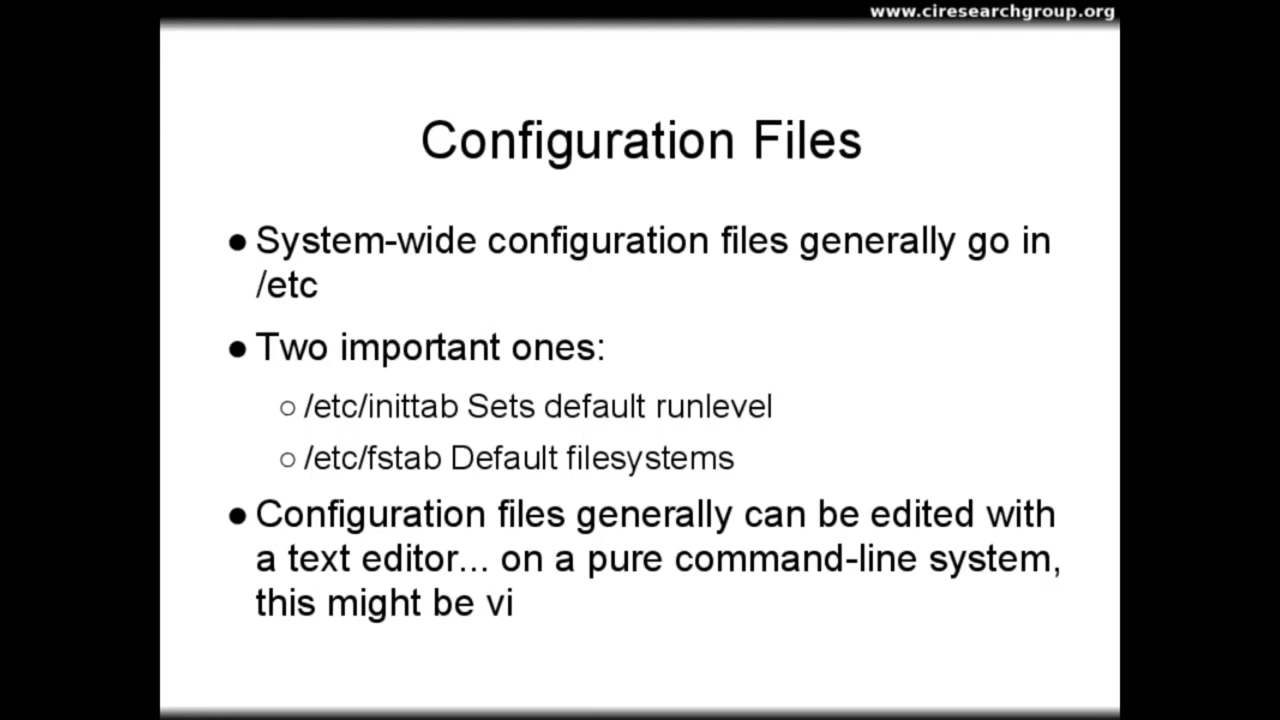 www.ciresearchgroup.org
Configuration Files
● System-wide configuration files generally go in
/etc
● Two important ones:
○ /etc/inittab Sets default runlevel
○ /etc/fstab Default filesystems
● Configuration files generally can be edited with
a text editor... on a pure command-line system,
this might be vi